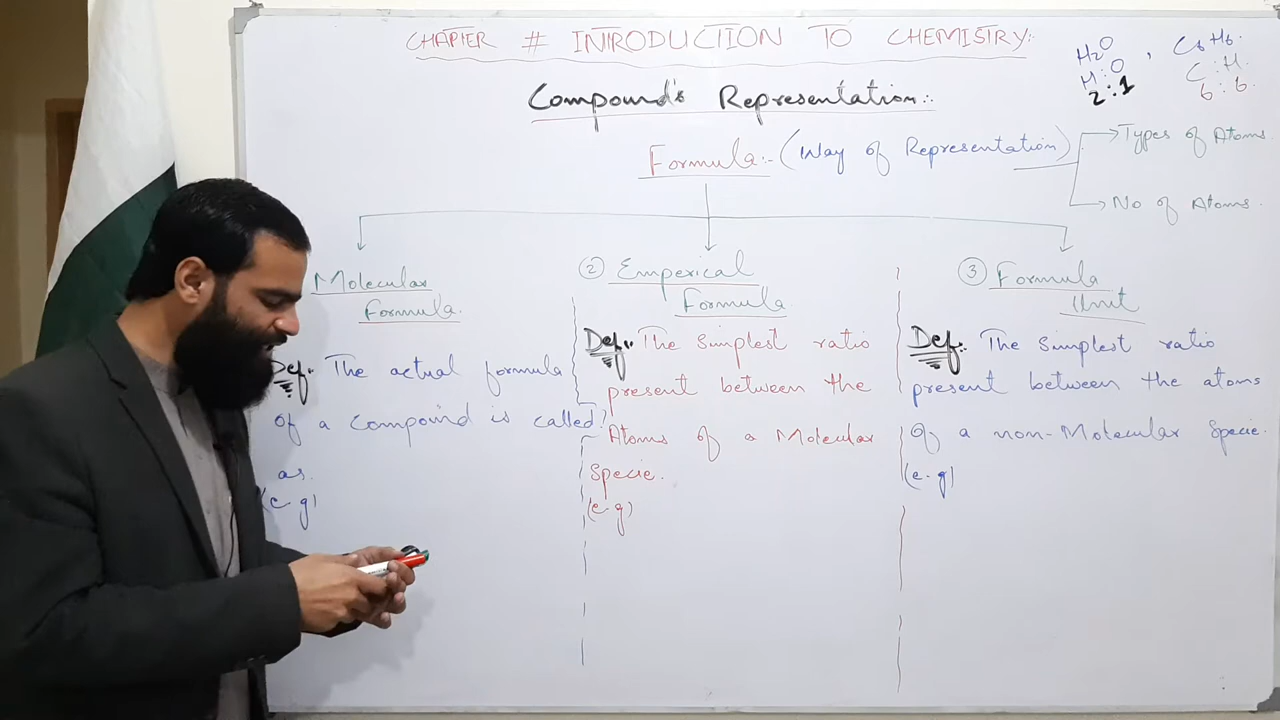 CHAPTER # INTRODUCTION TO CHEMISTRY:-
H2O , C6H6.
H : O C : H.
2 : 1 6 : 6.
Compound's Representation:-
Formula:- (Way of Representation)
Types of Atoms
No of Atoms.
Molecular
Formula.
Def:- The actual formula
of a Compound is called?
as.
(e.g)
② Emperical
Formula
Def:- The Simplest ratio
present between the
Atoms of a Molecular
Specie.
(e.g)
③ Formula
Unit
Def:- The Simplest ratio
present between the atoms
of a non-Molecular Specie.
(e.g)